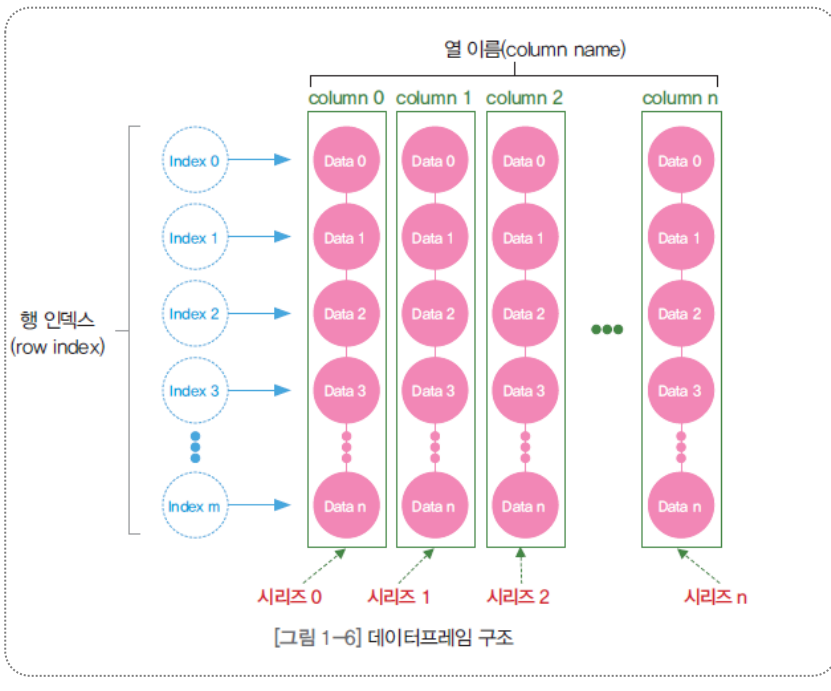 열 이름(column name)
column 0 column 1 column 2 column n
Index 0 Data 0 Data 0 Data 0 Data 0
Index 1 Data 1 Data 1 Data 1 Data 1
Index 2 Data 2 Data 2 Data 2 Data 2
행 인덱스
(row index)
Index 3 Data 3 Data 3 Data 3 Data 3
Index m Data n Data n Data n Data n
시리즈 0 시리즈 1 시리즈 2 시리즈 n
[그림 1-6] 데이터프레임 구조